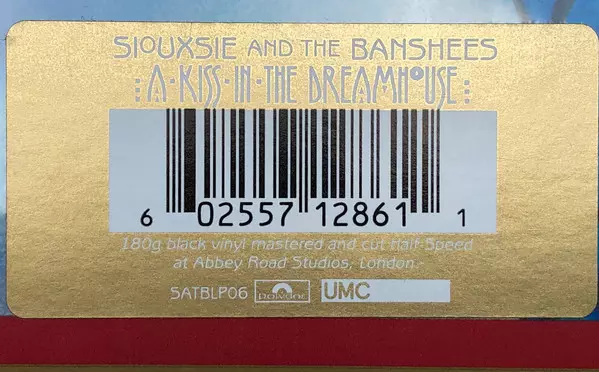 SIOUXSIE AND THE BANSHEES
:A·KISS·IN·THE DREAMHOUSE:
6 02557 12861 1
180g black vinyl mastered and cut Half-Speed
at Abbey Road Studios, London.
SATBLP06 Polydor UMC